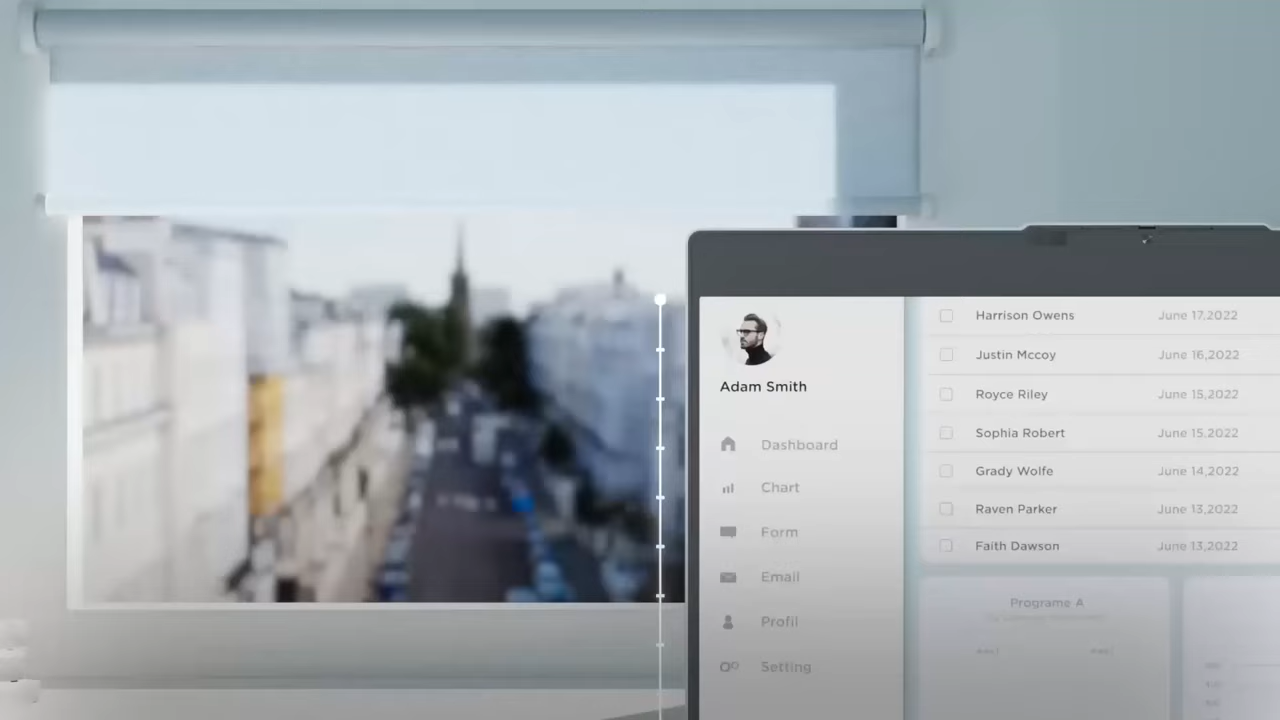 Adam Smith
Dashboard
Chart
Form
Email
Profil
Setting
Harrison Owens June 17,2022
Justin Mccoy June 16,2022
Royce Riley June 15,2022
Sophia Robert June 15,2022
Grady Wolfe June 14,2022
Raven Parker June 13,2022
Faith Dawson June 13,2022
Programe A